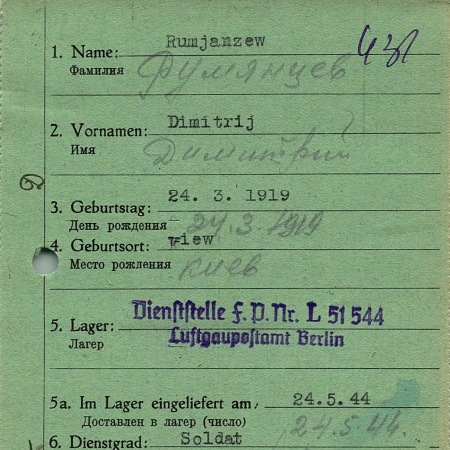 Rumjanzew
1. Name:
431
Фамилия
Румянцев
Dimitrij
2. Vornamen:
Имя
Димитрий
24. 3. 1919
3. Geburtstag:
День рождения
24.3.1919
Kiew
4. Geburtsort:
Место рождения
Киев
Dienststelle F. P. Nr. L 51 544
5. Lager:
Luftgaupostamt Berlin
Лагер
5a. Im Lager eingeliefert am:
24.5.44
Доставлен в лагер (число)
24.5.44.
6. Dienstgrad:
Soldat